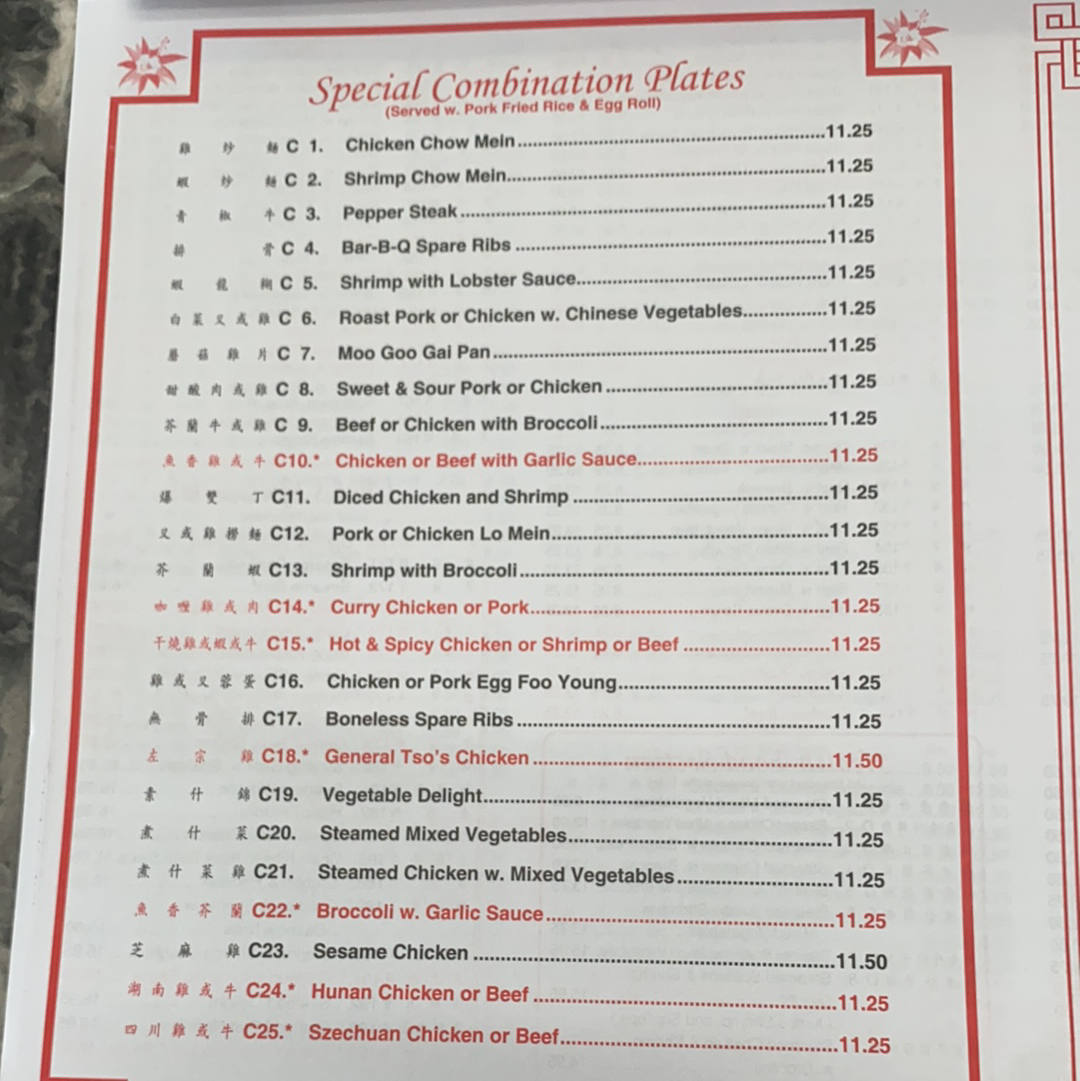 Special Combination Plates
(Served w. Pork Fried Rice & Egg Roll)
雞炒麵 C 1. Chicken Chow Mein 11.25
蝦炒麵 C 2. Shrimp Chow Mein 11.25
青椒牛 C 3. Pepper Steak 11.25
排骨 C 4. Bar-B-Q Spare Ribs 11.25
蝦龍糊 C 5. Shrimp with Lobster Sauce 11.25
白菜叉或雞 C 6. Roast Pork or Chicken w. Chinese Vegetables 11.25
蘑菇雞片 C 7. Moo Goo Gai Pan 11.25
甜酸肉或雞 C 8. Sweet & Sour Pork or Chicken 11.25
芥蘭牛或雞 C 9. Beef or Chicken with Broccoli 11.25
魚香雞或牛 C10.* Chicken or Beef with Garlic Sauce 11.25
爆雙丁 C11. Diced Chicken and Shrimp 11.25
叉或雞撈麵 C12. Pork or Chicken Lo Mein 11.25
芥蘭蝦 C13. Shrimp with Broccoli 11.25
咖喱雞或肉 C14.* Curry Chicken or Pork 11.25
干燒雞或蝦或牛 C15.* Hot & Spicy Chicken or Shrimp or Beef 11.25
雞或叉蓉蛋 C16. Chicken or Pork Egg Foo Young 11.25
無骨排 C17. Boneless Spare Ribs 11.25
左宗雞 C18.* General Tso's Chicken 11.50
素什錦 C19. Vegetable Delight 11.25
煮什菜 C20. Steamed Mixed Vegetables 11.25
煮什菜雞 C21. Steamed Chicken w. Mixed Vegetables 11.25
魚香芥蘭 C22.* Broccoli w. Garlic Sauce 11.25
芝麻雞 C23. Sesame Chicken 11.50
湖南雞或牛 C24.* Hunan Chicken or Beef 11.25
四川雞或牛 C25.* Szechuan Chicken or Beef 11.25